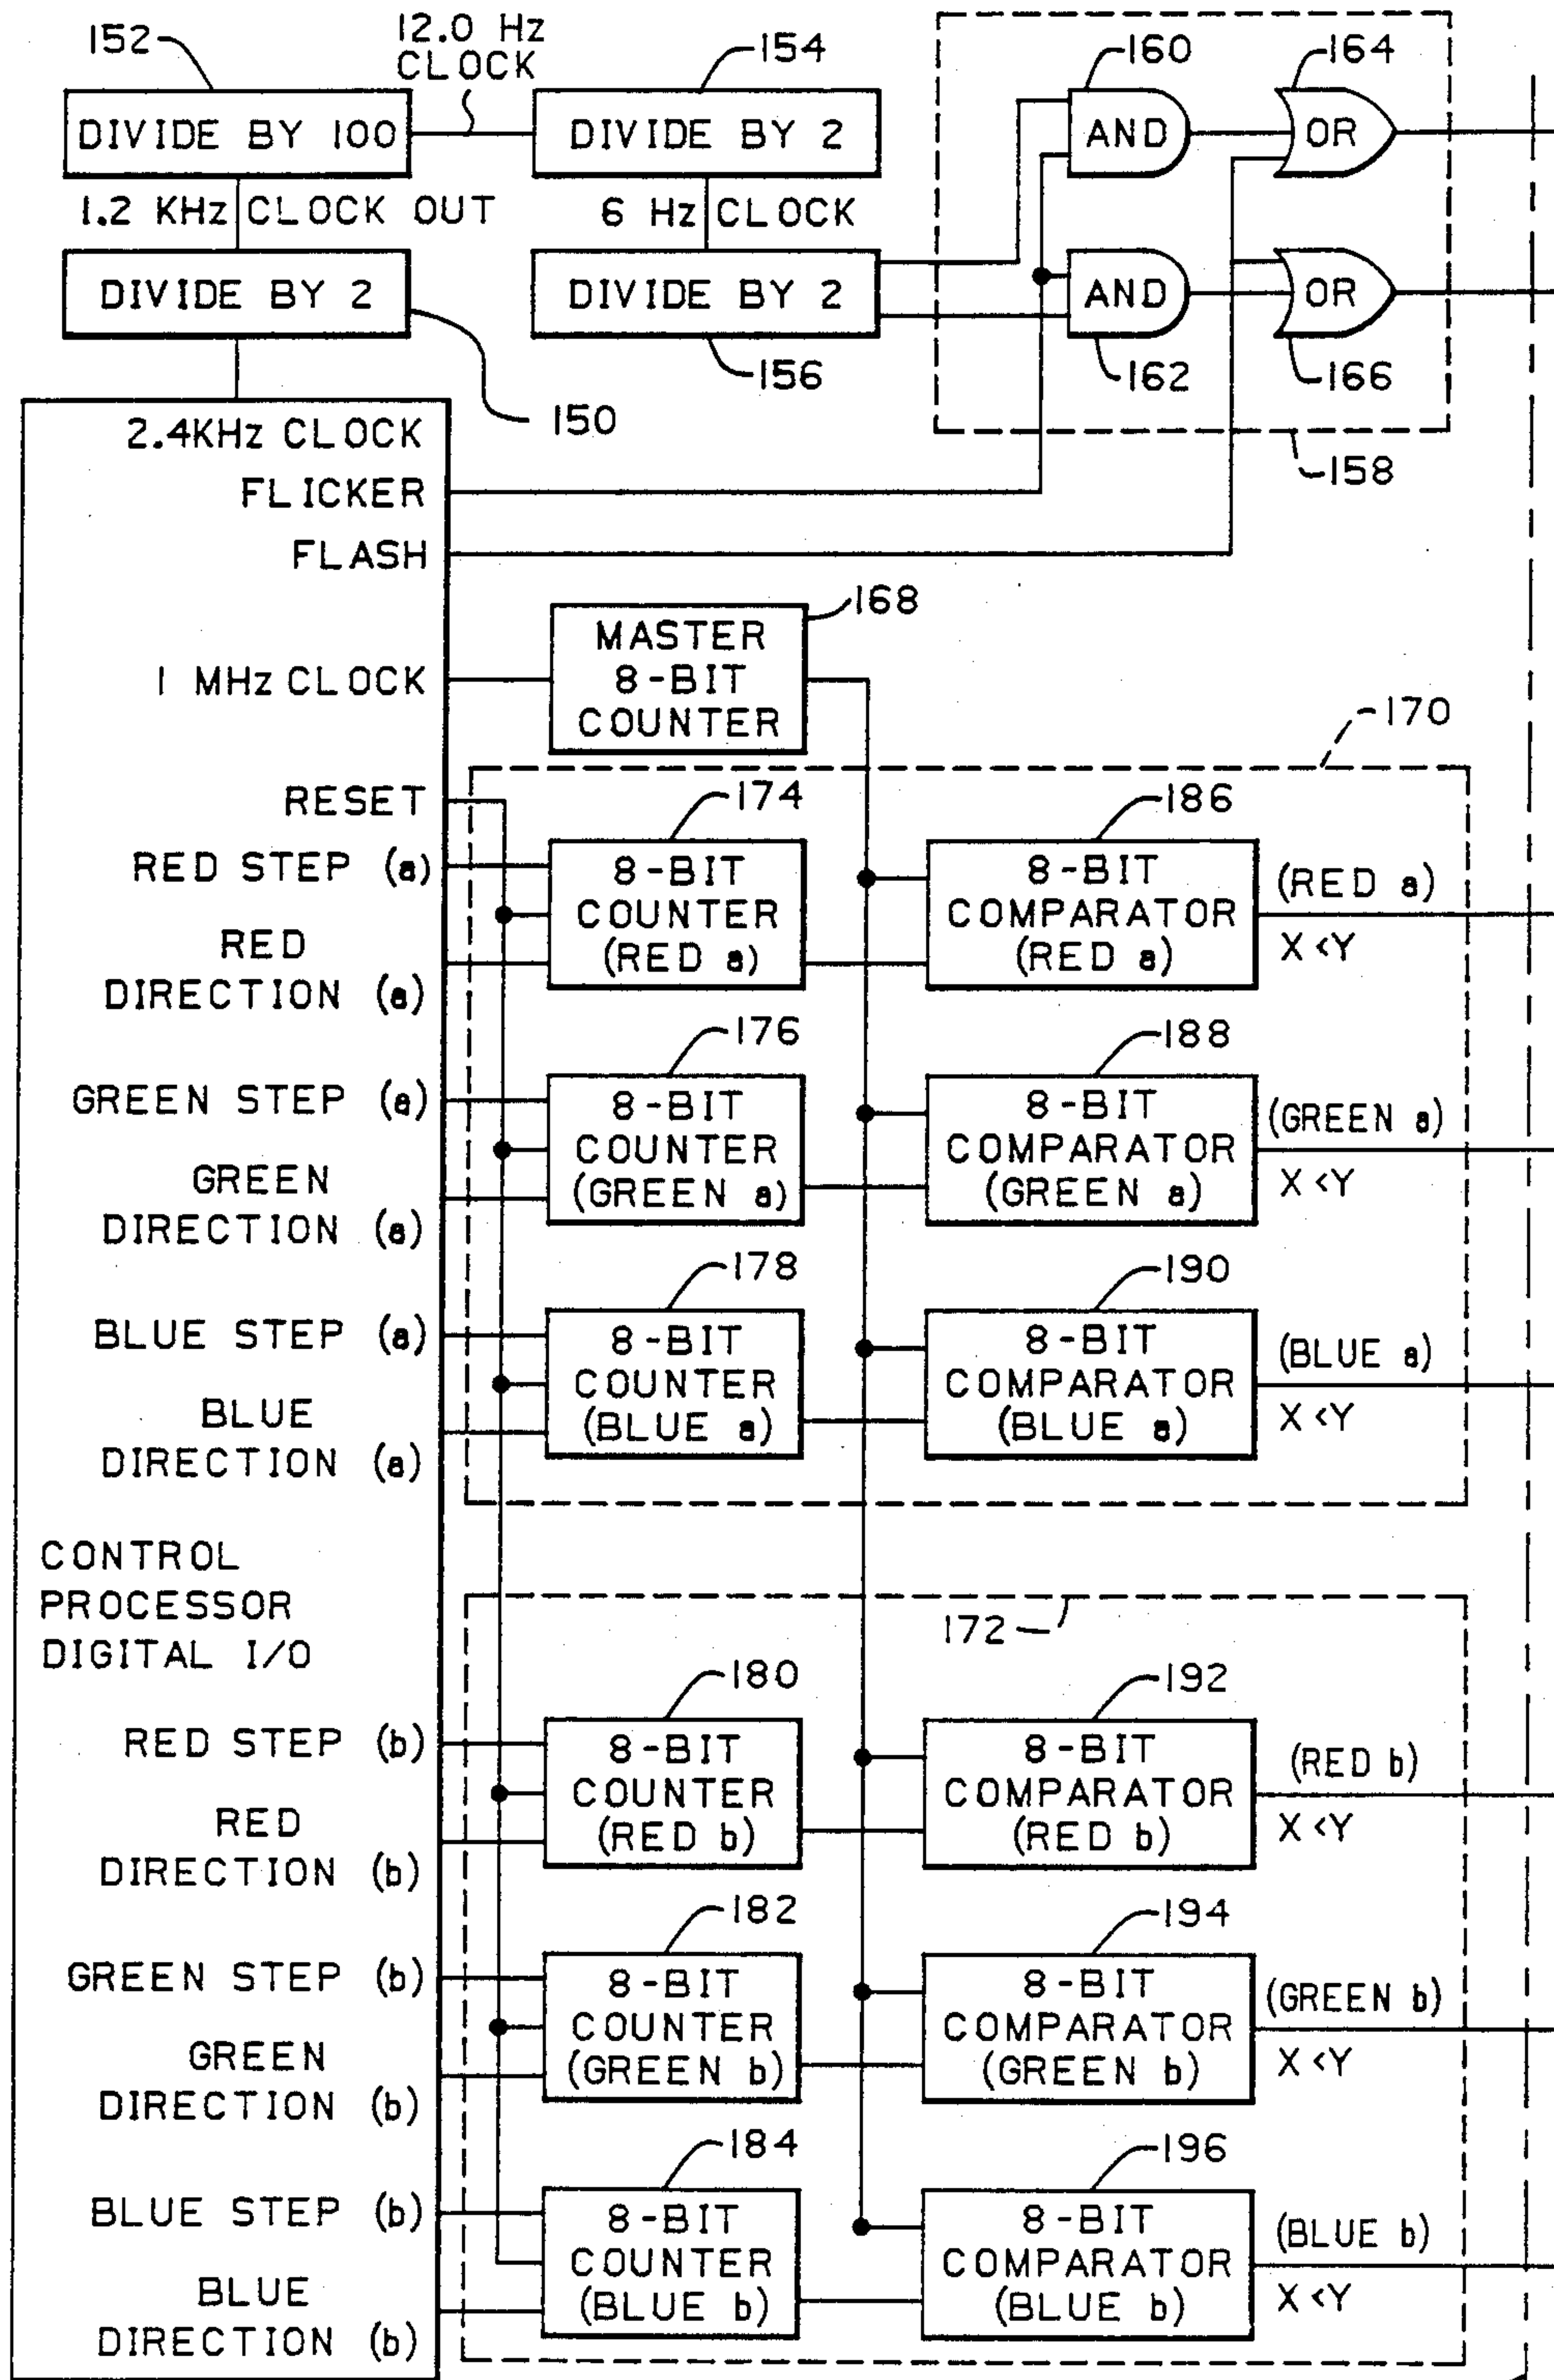 152
12.0 Hz
CLOCK
154
160
164
DIVIDE BY 100
DIVIDE BY 2
AND
OR
1.2 KHz CLOCK OUT
6 Hz CLOCK
DIVIDE BY 2
DIVIDE BY 2
AND
OR
150
156
162
166
158
2.4KHz CLOCK
FLICKER
FLASH
1 MHz CLOCK
MASTER
8-BIT
COUNTER
168
170
RESET
RED STEP (a)
RED
DIRECTION (a)
174
8-BIT
COUNTER
(RED a)
186
8-BIT
COMPARATOR
(RED a)
(RED a)
X <Y
GREEN STEP (a)
GREEN
DIRECTION (a)
176
8-BIT
COUNTER
(GREEN a)
188
8-BIT
COMPARATOR
(GREEN a)
(GREEN a)
X <Y
BLUE STEP (a)
BLUE
DIRECTION (a)
178
8-BIT
COUNTER
(BLUE a)
190
8-BIT
COMPARATOR
(BLUE a)
(BLUE a)
X <Y
CONTROL
PROCESSOR
DIGITAL I/O
172
RED STEP (b)
RED
DIRECTION (b)
180
8-BIT
COUNTER
(RED b)
192
8-BIT
COMPARATOR
(RED b)
(RED b)
X <Y
GREEN STEP (b)
GREEN
DIRECTION (b)
182
8-BIT
COUNTER
(GREEN b)
194
8-BIT
COMPARATOR
(GREEN b)
(GREEN b)
X <Y
BLUE STEP (b)
BLUE
DIRECTION (b)
184
8-BIT
COUNTER
(BLUE b)
196
8-BIT
COMPARATOR
(BLUE b)
(BLUE b)
X <Y